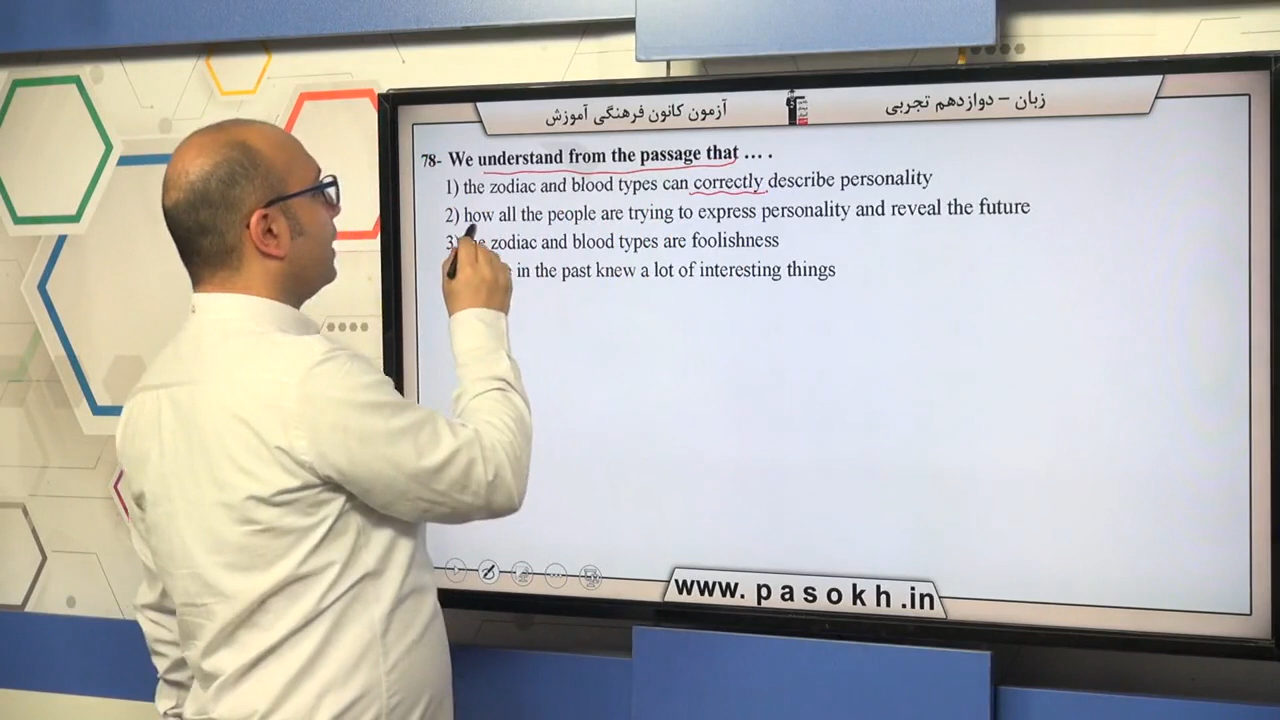 زبان – دوازدهم تجربی
آزمون کانون فرهنگی آموزش
78- We understand from the passage that … .
1) the zodiac and blood types can correctly describe personality
2) how all the people are trying to express personality and reveal the future
3) zodiac and blood types are foolishness
in the past knew a lot of interesting things
www. p a s o k h .in